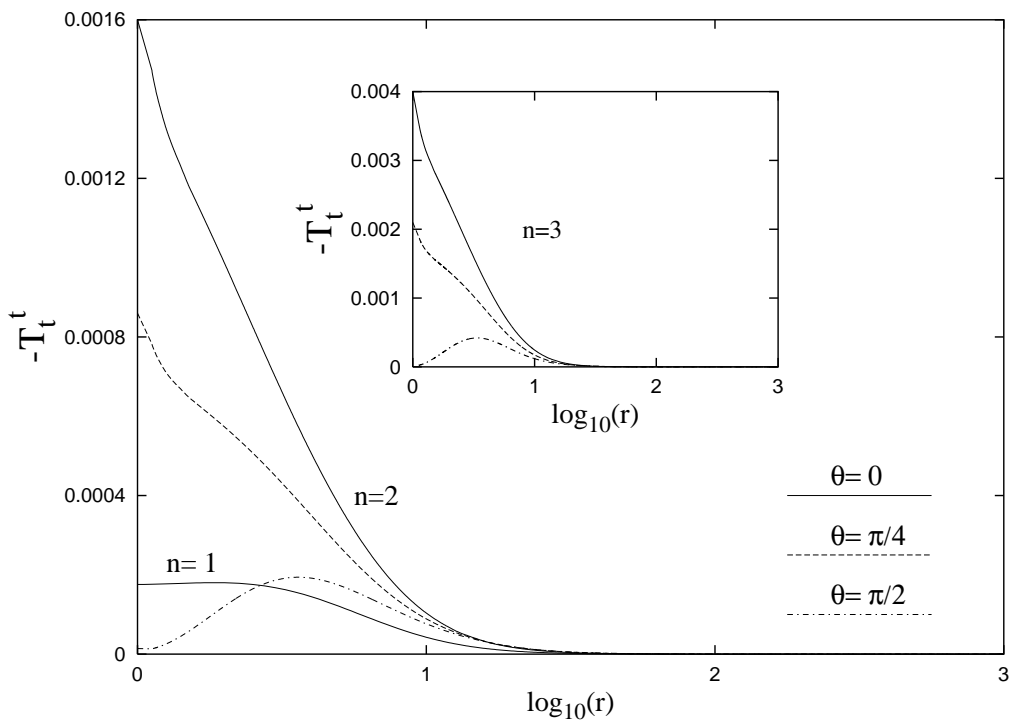 0.0016
0.0012
0.0008
0.0004
0
-T_t^t
0 1 2 3
log10(r)
n=2
n= 1
0.004
0.003
0.002
0.001
0
-T_t^t
0 1 2 3
log10(r)
n=3
θ= 0
θ= π/4
θ= π/2